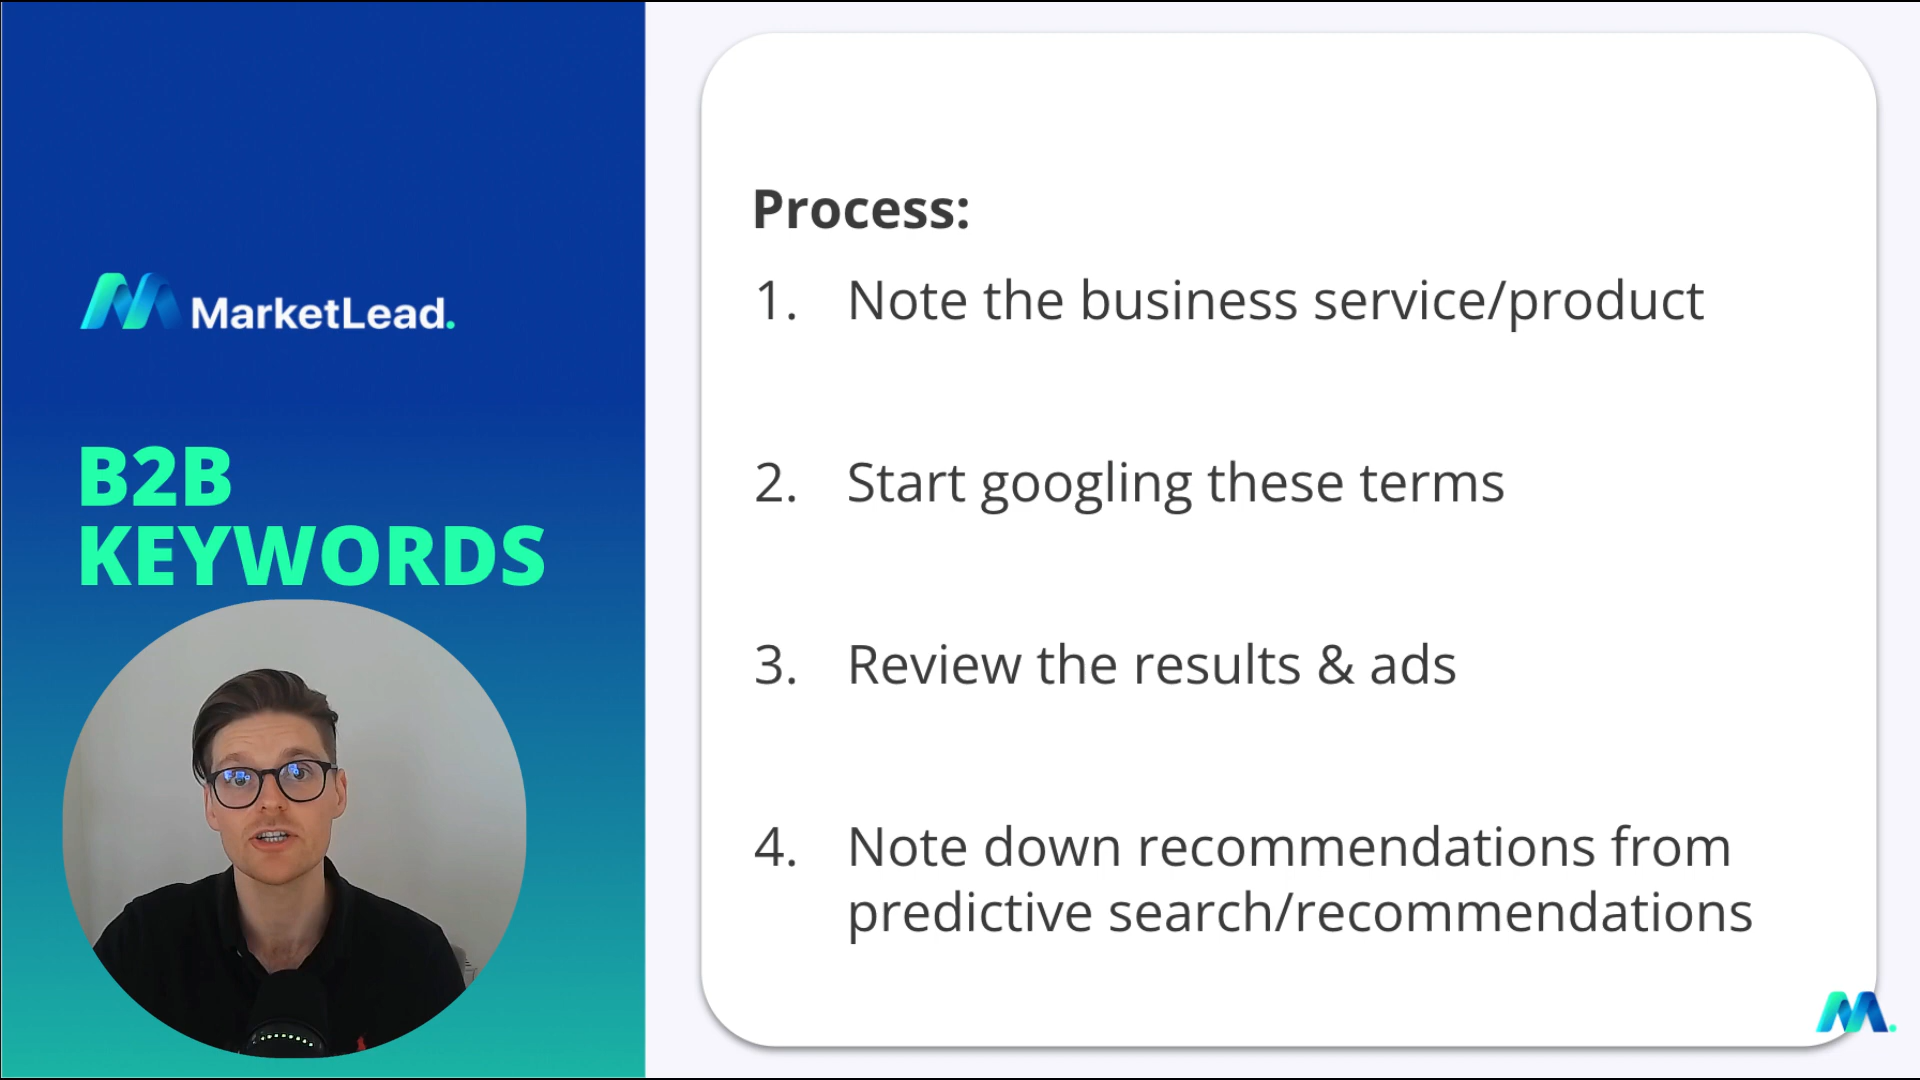 MarketLead.
B2B
KEYWORDS
Process:
1. Note the business service/product
2. Start googling these terms
3. Review the results & ads
4. Note down recommendations from
predictive search/recommendations